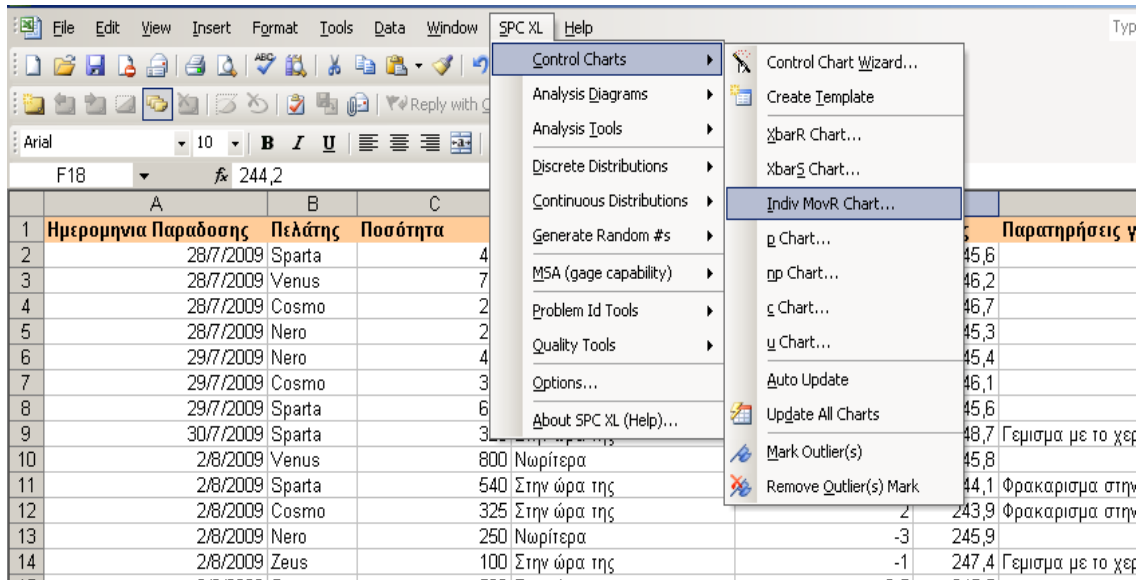 File Edit View Insert Format Tools Data Window SPC XL Help
Reply with
Arial 10 B I U
F18 fx 244,2
Control Charts
Analysis Diagrams
Analysis Tools
Discrete Distributions
Continuous Distributions
Generate Random #s
MSA (gage capability)
Problem Id Tools
Quality Tools
Options...
About SPC XL (Help)...
Control Chart Wizard...
Create Template
XbarR Chart...
XbarS Chart...
Indiv MovR Chart...
p Chart...
np Chart...
c Chart...
u Chart...
Auto Update
Update All Charts
Mark Outlier(s)
Remove Outlier(s) Mark
A B C
1 Ημερομηνια Παραδοσης Πελάτης Ποσότητα Παρατηρήσεις γ
2 28/7/2009 Sparta 4 45,6
3 28/7/2009 Venus 7 46,2
4 28/7/2009 Cosmo 2 46,7
5 28/7/2009 Nero 2 45,3
6 29/7/2009 Nero 4 45,4
7 29/7/2009 Cosmo 3 46,1
8 29/7/2009 Sparta 6 45,6
9 30/7/2009 Sparta 48,7 Γεμισμα με το χερ
10 2/8/2009 Venus 800 Νωρίτερα 45,8
11 2/8/2009 Sparta 540 Στην ώρα της 44,1 Φρακαρισμα στην
12 2/8/2009 Cosmo 325 Στην ώρα της 2 243,9 Φρακαρισμα στην
13 2/8/2009 Nero 250 Νωρίτερα -3 245,9
14 2/8/2009 Zeus 100 Στην ώρα της -1 247,4 Γεμισμα με το χερ